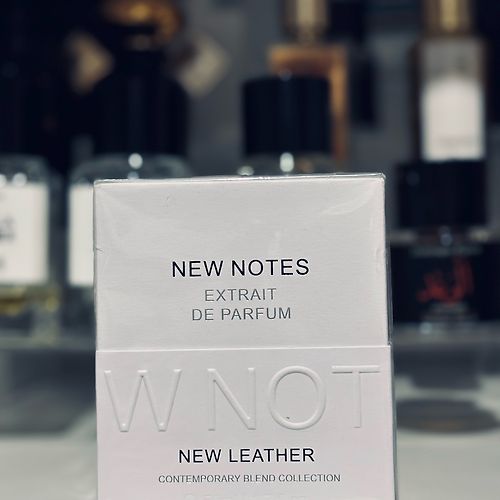 NEW NOTES
EXTRAIT
DE PARFUM
W NOT
NEW LEATHER
CONTEMPORARY BLEND COLLECTION